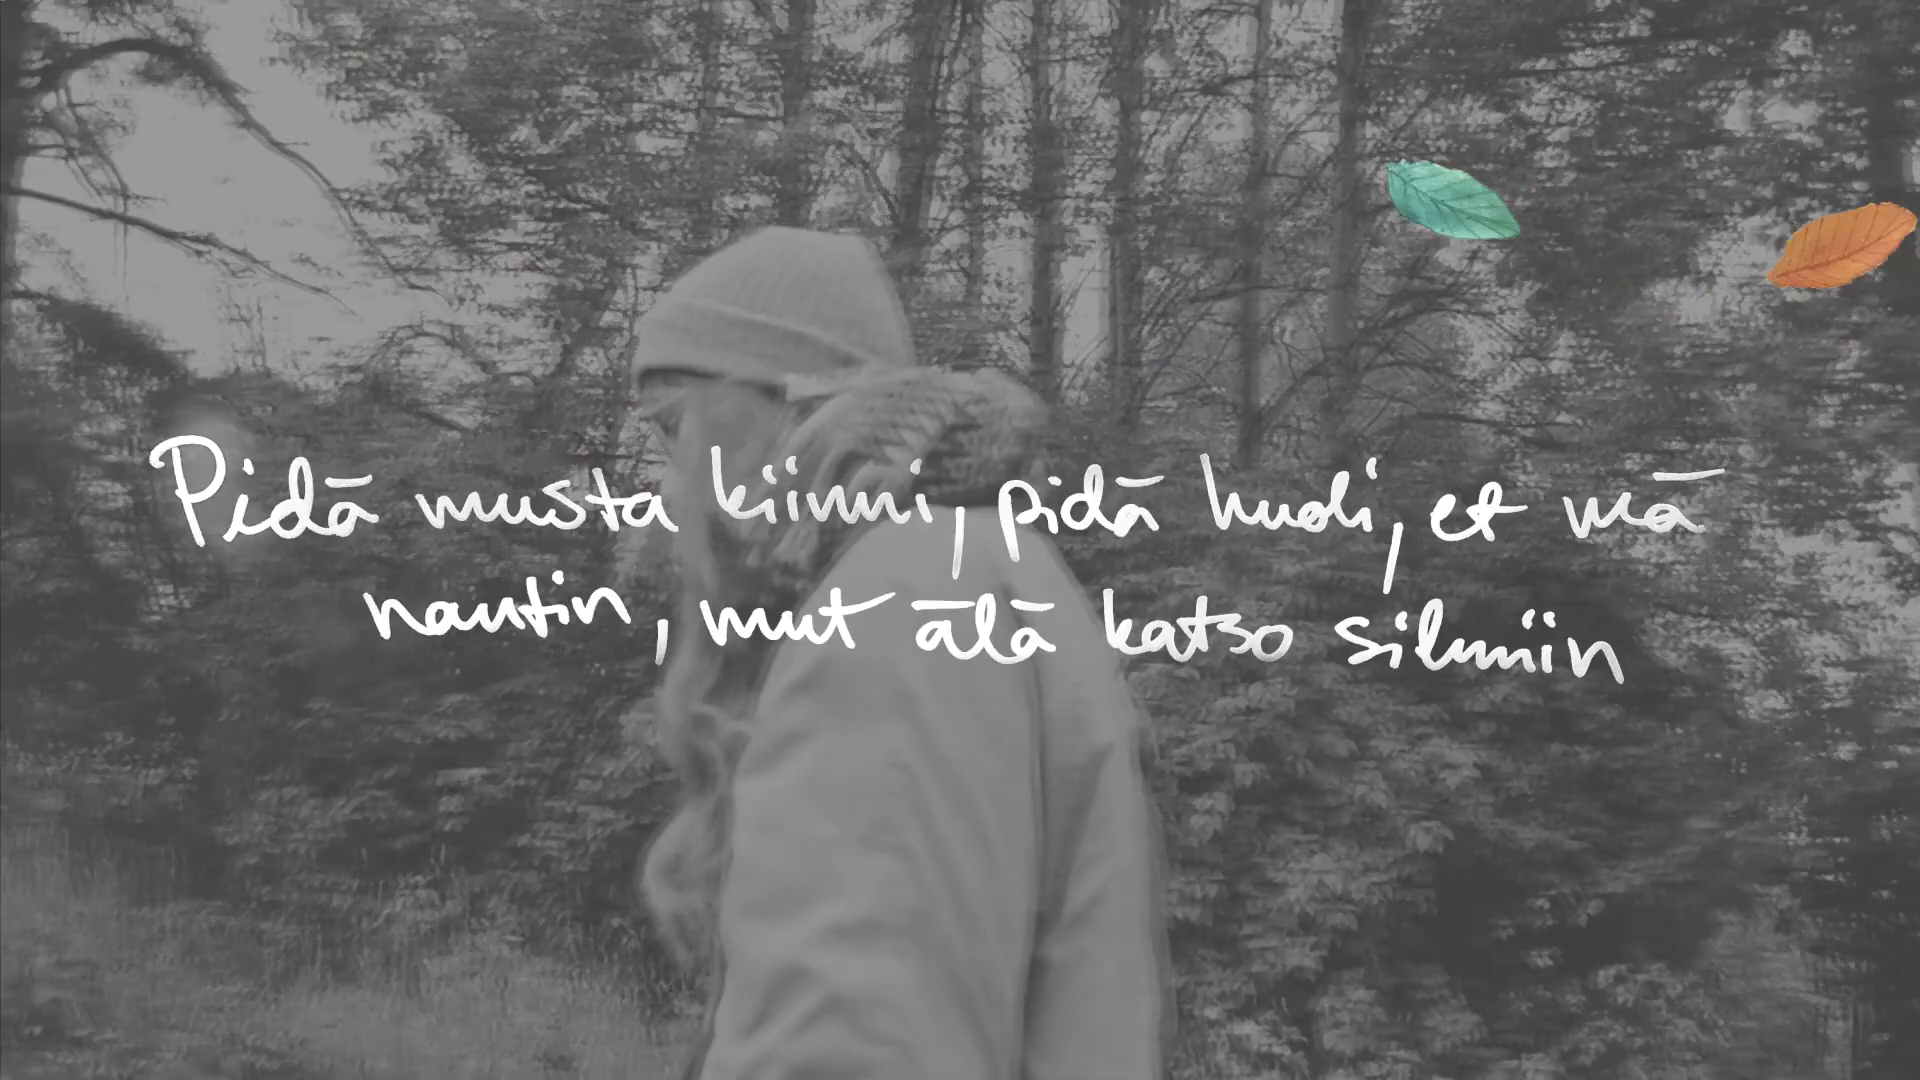 Pidä musta kiinni, pidä huoli, et mä
nautin, mut älä katso silmiin